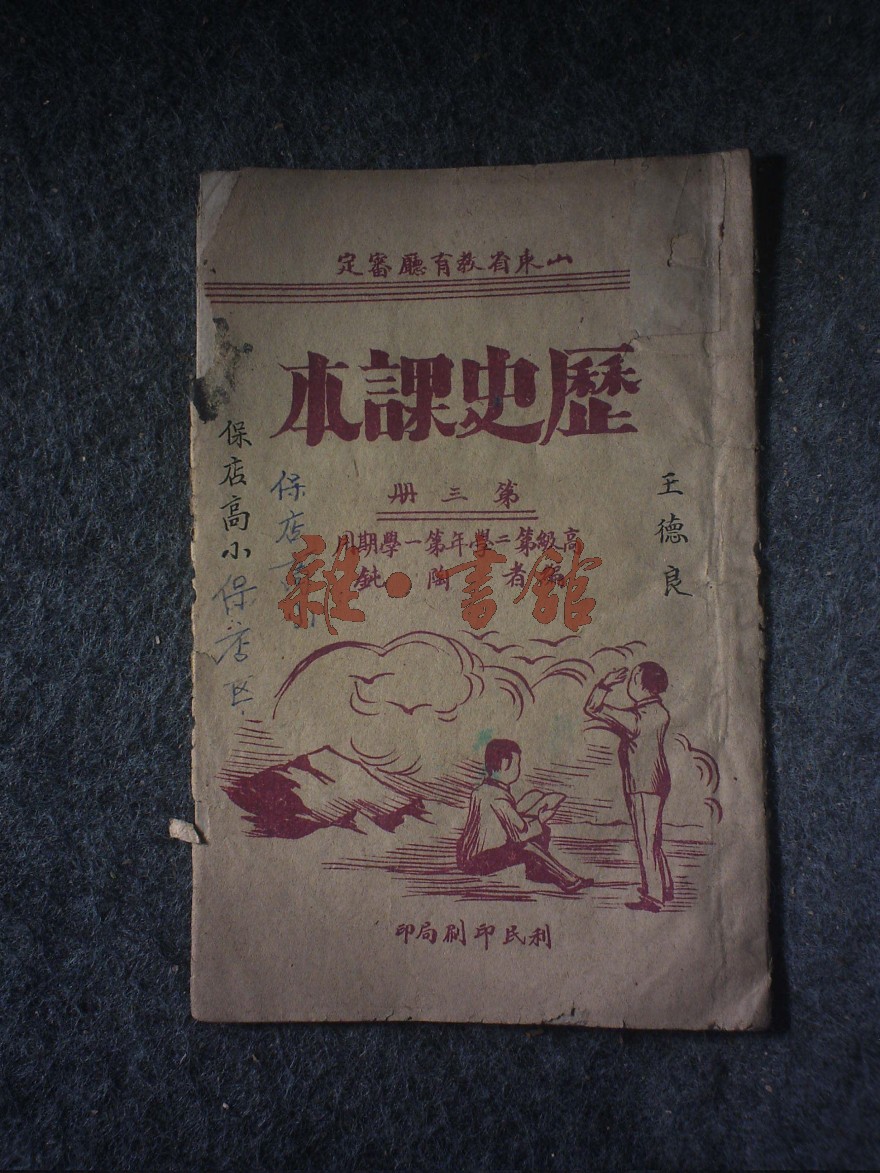 山東省教育廳審定
歷史課本
第三册
高級第二學年第一學期用
編者 陶鈍
王德良
保店高小
保店
保店区
雜·書館
利民印刷局印